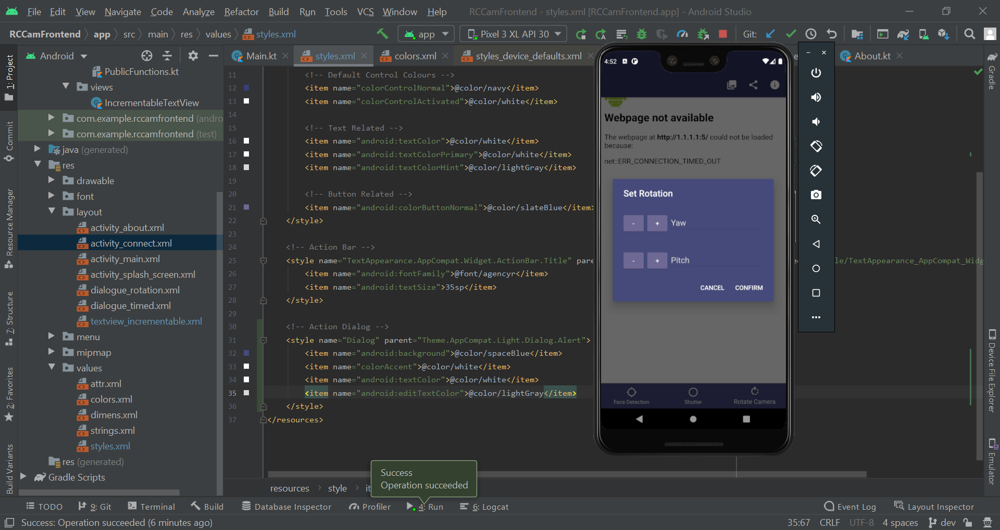 File Edit View Navigate Code Analyze Refactor Build Run Tools VCS Window Help RCCamFrontend - styles.xml [RCCamFrontend.app] - Android Studio
RCCamFrontend app src main res values styles.xml app Pixel 3 XL API 30 Git:
Android
Main.kt styles.xml colors.xml styles_device_defaults.xml About.kt
1: Project
Commit
Resource Manager
7: Structure
2: Favorites
Build Variants
PublicFunctions.kt
views
IncrementableTextView
com.example.rccamfrontend (andro
com.example.rccamfrontend (test)
java (generated)
res
drawable
font
layout
activity_about.xml
activity_connect.xml
activity_main.xml
activity_splash_screen.xml
dialogue_rotation.xml
dialogue_timed.xml
textview_incrementable.xml
menu
mipmap
values
attr.xml
colors.xml
dimens.xml
strings.xml
styles.xml
res (generated)
Gradle Scripts
11 <!-- Default Control Colours -->
12 <item name="colorControlNormal">@color/navy</item>
13 <item name="colorControlActivated">@color/white</item>
14
15 <!-- Text Related -->
16 <item name="android:textColor">@color/white</item>
17 <item name="android:textColorPrimary">@color/white</item>
18 <item name="android:textColorHint">@color/lightGray</item>
19
20 <!-- Button Related -->
21 <item name="android:colorButtonNormal">@color/slateBlue</item>
22 </style>
23
24 <!-- Action Bar -->
25 <style name="TextAppearance.AppCompat.Widget.ActionBar.Title" pare le/TextAppearance_AppCompat_Widg
26 <item name="android:fontFamily">@font/agencyr</item>
27 <item name="android:textSize">35sp</item>
28 </style>
29
30 <!-- Action Dialog -->
31 <style name="Dialog" parent="Theme.AppCompat.Light.Dialog.Alert">
32 <item name="android:background">@color/spaceBlue</item>
33 <item name="colorAccent">@color/white</item>
34 <item name="android:textColor">@color/white</item>
35 <item name="android:editTextColor">@color/lightGray</item>
36 </style>
37 </resources>
4:52
Webpage not available
The webpage at http://1.1.1.1:5/ could not be loaded
because:
net::ERR_CONNECTION_TIMED_OUT
Set Rotation
- + Yaw
- + Pitch
CANCEL CONFIRM
Face Detection Shutter Rotate Camera
Gradle
Device File Explorer
Emulator
Success
Operation succeeded
resources style it
TODO 9: Git Terminal Build Database Inspector Profiler 4: Run 6: Logcat Event Log Layout Inspector
Success: Operation succeeded (6 minutes ago) 35:67 CRLF UTF-8 4 spaces dev